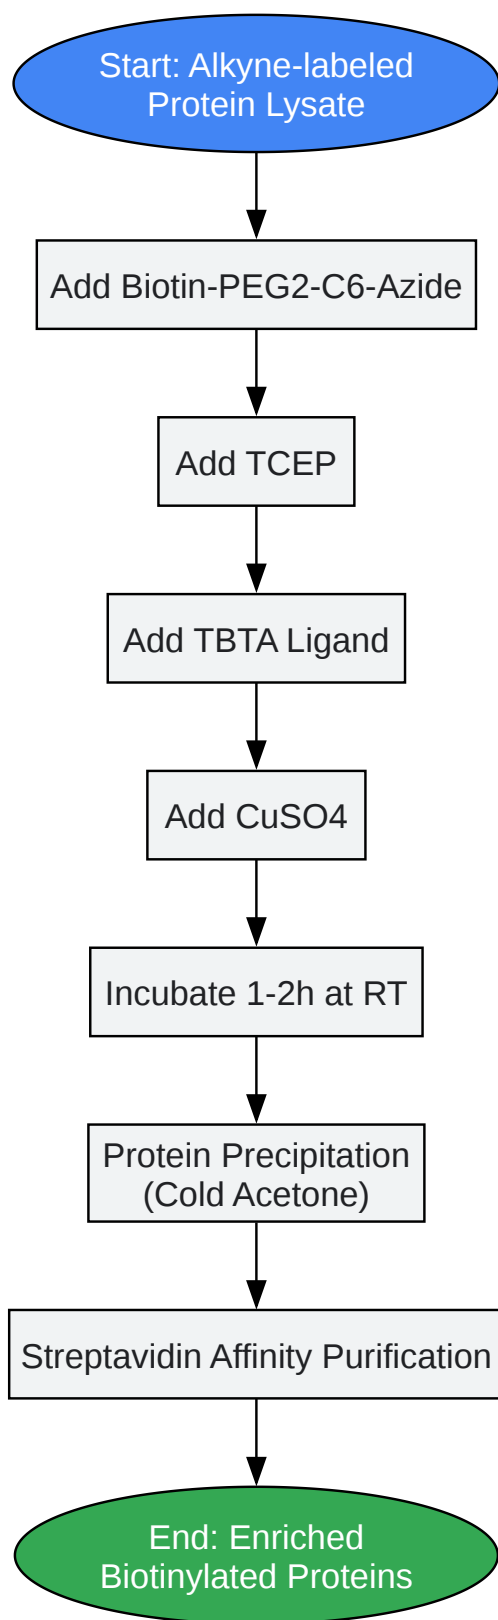 Start: Alkyne-labeled
Protein Lysate
Add Biotin-PEG2-C6-Azide
Add TCEP
Add TBTA Ligand
Add CuSO4
Incubate 1-2h at RT
Protein Precipitation
(Cold Acetone)
Streptavidin Affinity Purification
End: Enriched
Biotinylated Proteins